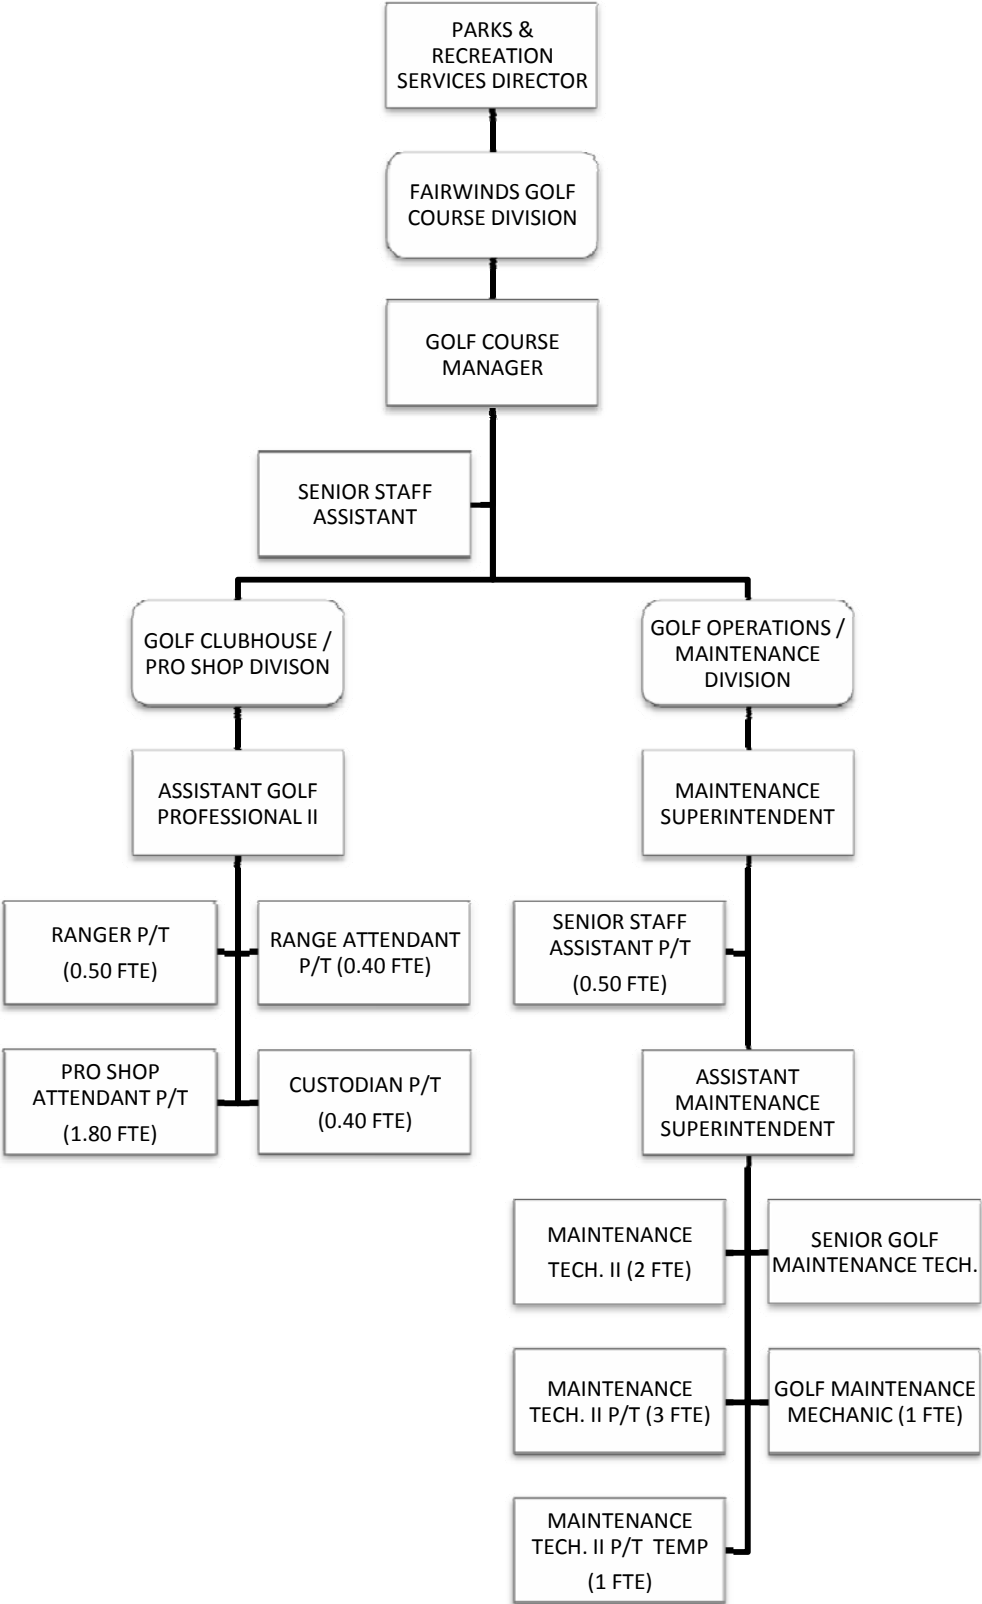 PARKS &
RECREATION
SERVICES DIRECTOR
FAIRWINDS GOLF
COURSE DIVISION
GOLF COURSE
MANAGER
SENIOR STAFF
ASSISTANT
GOLF CLUBHOUSE /
PRO SHOP DIVISON
GOLF OPERATIONS /
MAINTENANCE
DIVISION
ASSISTANT GOLF
PROFESSIONAL II
MAINTENANCE
SUPERINTENDENT
RANGER P/T
(0.50 FTE)
RANGE ATTENDANT
P/T (0.40 FTE)
SENIOR STAFF
ASSISTANT P/T
(0.50 FTE)
PRO SHOP
ATTENDANT P/T
(1.80 FTE)
CUSTODIAN P/T
(0.40 FTE)
ASSISTANT
MAINTENANCE
SUPERINTENDENT
MAINTENANCE
TECH. II (2 FTE)
SENIOR GOLF
MAINTENANCE TECH.
MAINTENANCE
TECH. II P/T (3 FTE)
GOLF MAINTENANCE
MECHANIC (1 FTE)
MAINTENANCE
TECH. II P/T TEMP
(1 FTE)